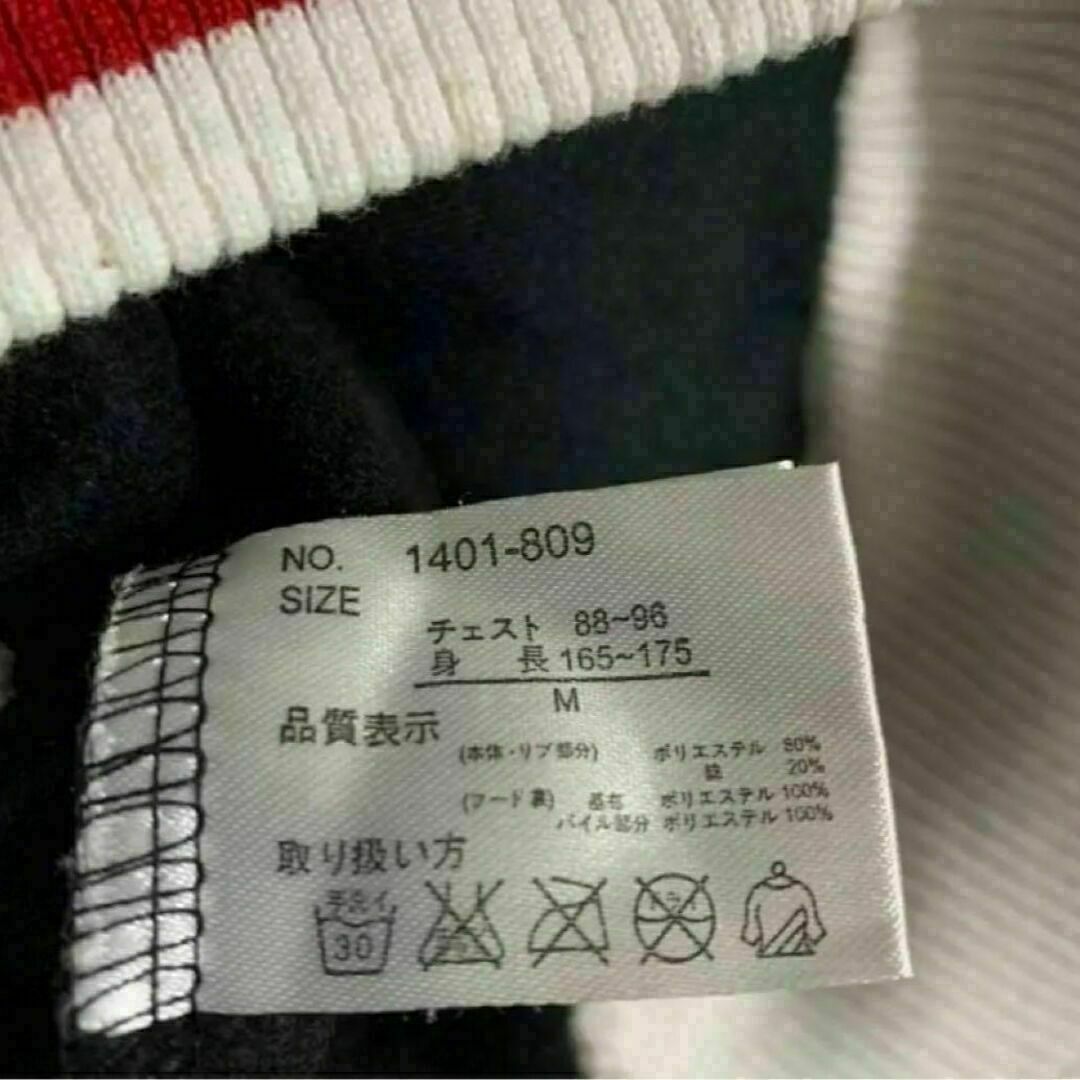 NO. 1401-809
SIZE
チェスト 88~96
身 長 165~175
M
品質表示
(本体・リブ部分) ポリエステル 80%
綿 20%
(フード裏) 基布 ポリエステル 100%
パイル部分 ポリエステル 100%
取り扱い方
手洗イ
30